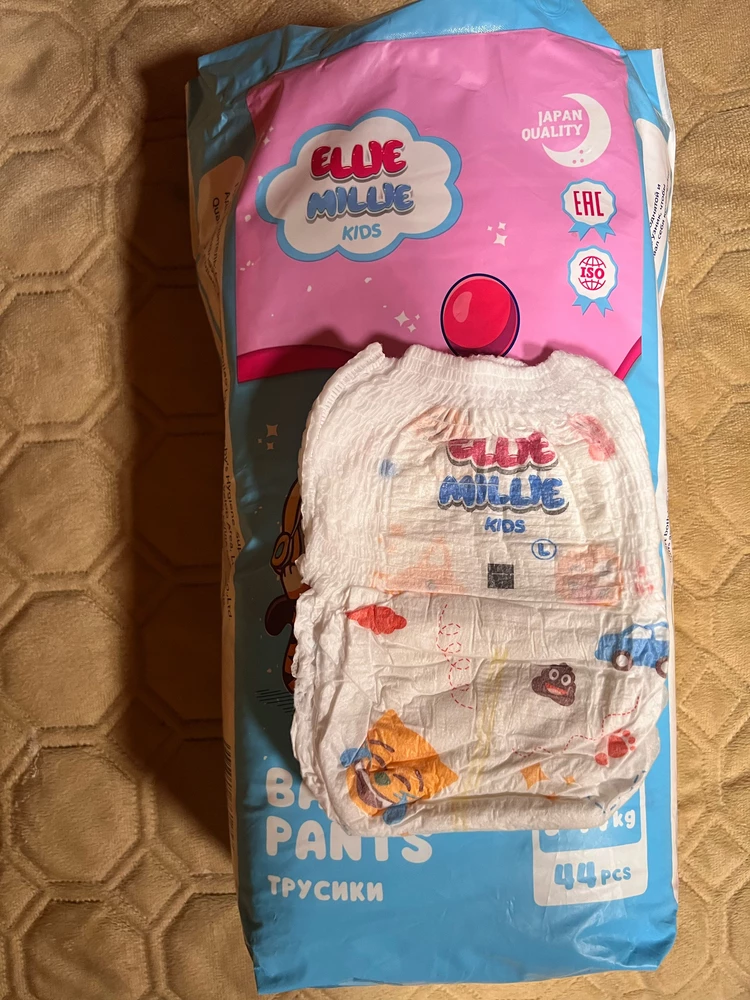 JAPAN
QUALITY
ELLIE
MILLIE
KIDS
EAC
ISO
ELLIE
MILLIE
KIDS
L
PANTS
kg
44 PCS
ТРУСИКИ